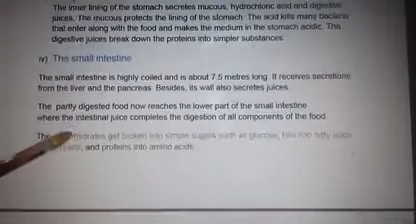 The inner lining of the stomach secretes mucous, hydrochloric acid and digestive
juices. The mucous protects the lining of the stomach. The acid kills many bacteria
that enter along with the food and makes the medium in the stomach acidic. The
digestive juices break down the proteins into simpler substances.
iv) The small intestine
The small intestine is highly coiled and is about 7.5 metres long. It receives secretions
from the liver and the pancreas. Besides, its wall also secretes juices.
The partly digested food now reaches the lower part of the small intestine
where the intestinal juice completes the digestion of all components of the food.
The get broken into simple sugars such as glucose, fats into fatty acids
and proteins into amino acids.